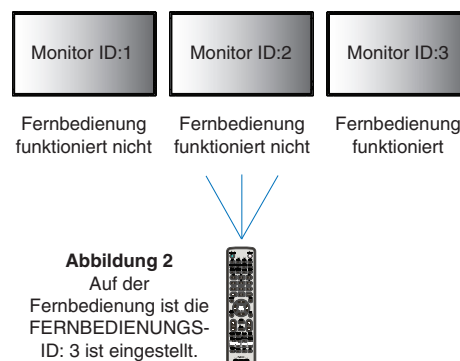 Monitor ID:1
Monitor ID:2
Monitor ID:3
Fernbedienung
funktioniert nicht
Fernbedienung
funktioniert nicht
Fernbedienung
funktioniert
Abbildung 2
Auf der
Fernbedienung ist die
FERNBEDIENUNGS-
ID: 3 ist eingestellt.